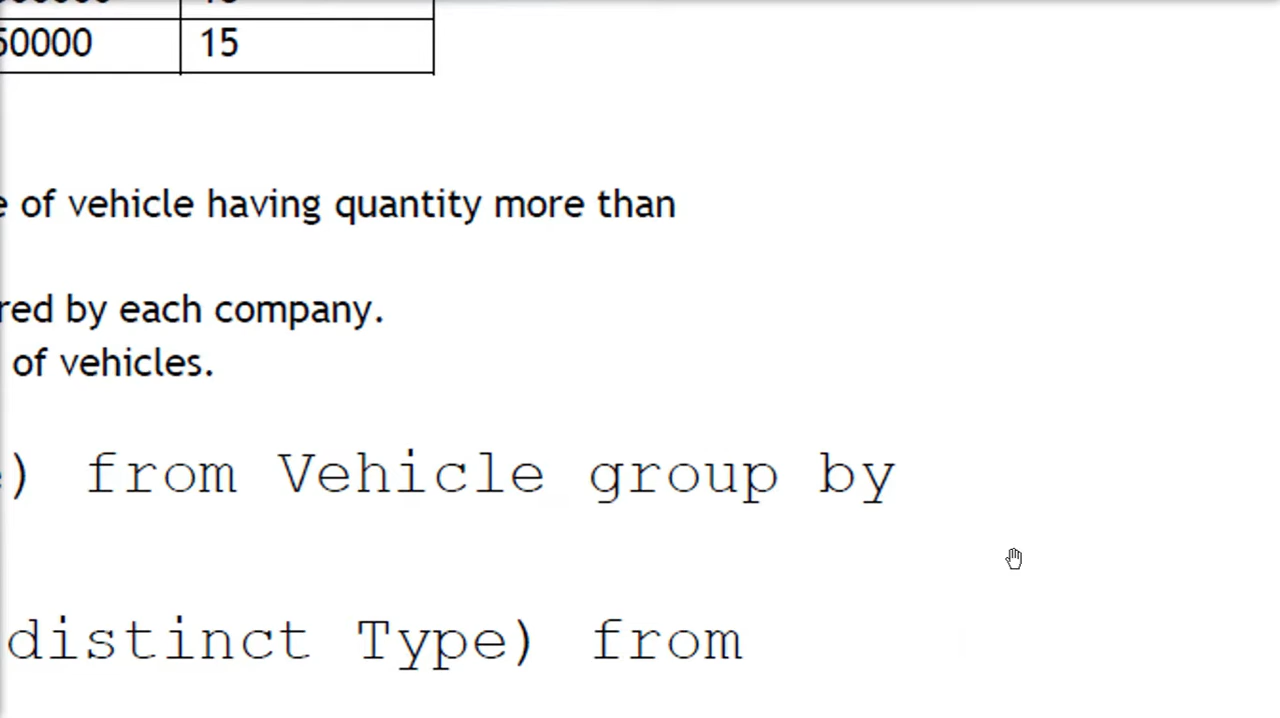 50000 15
of vehicle having quantity more than
by each company.
of vehicles.
) from Vehicle group by
distinct Type) from